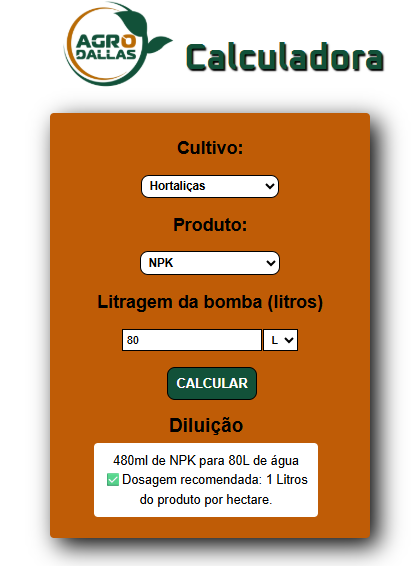 AGRO
DALLAS
Calculadora
Cultivo:
Hortaliças
Produto:
NPK
Litragem da bomba (litros)
80 L
CALCULAR
Diluição
480ml de NPK para 80L de água
✅ Dosagem recomendada: 1 Litros
do produto por hectare.